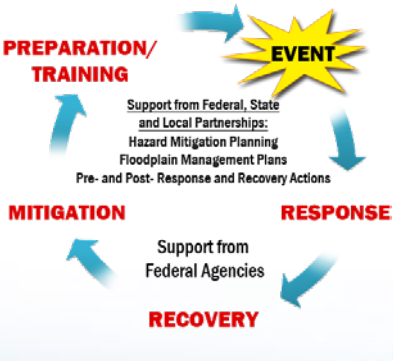 PREPARATION/
TRAINING
EVENT
Support from Federal, State
and Local Partnerships:
Hazard Mitigation Planning
Floodplain Management Plans
Pre- and Post- Response and Recovery Actions
MITIGATION
RESPONSE
Support from
Federal Agencies
RECOVERY